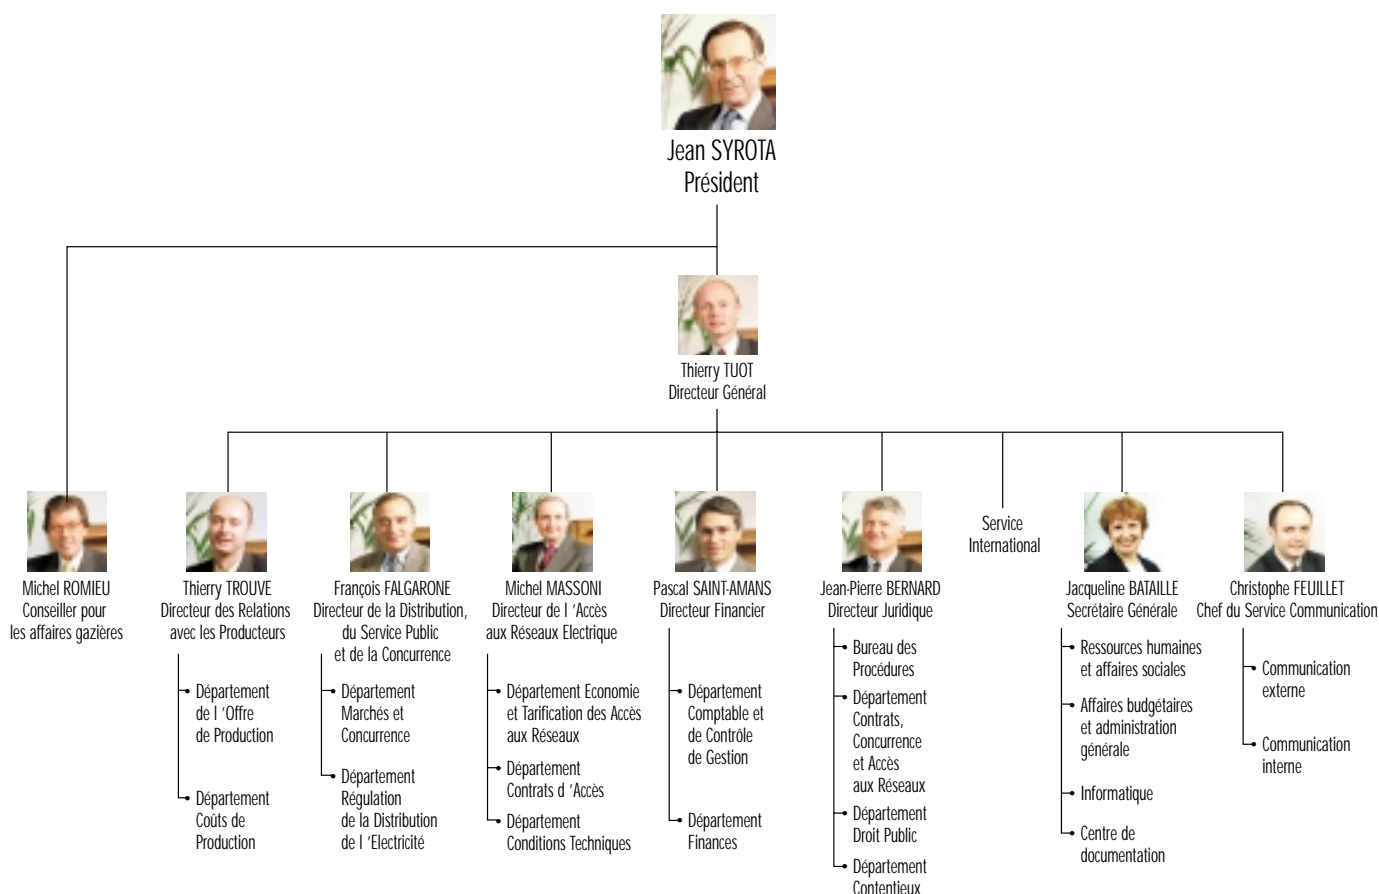 Jean SYROTA
Président
Thierry TUOT
Directeur Général
Michel ROMIEU
Conseiller pour
les affaires gazières
Thierry TROUVE
Directeur des Relations
avec les Producteurs
Département
de l 'Offre
de Production
Département
Coûts de
Production
François FALGARONE
Directeur de la Distribution,
du Service Public
et de la Concurrence
Département
Marchés et
Concurrence
Département
Régulation
de la Distribution
de l 'Electricité
Michel MASSONI
Directeur de l 'Accès
aux Réseaux Electrique
Département Economie
et Tarification des Accès
aux Réseaux
Département
Contrats d 'Accès
Département
Conditions Techniques
Pascal SAINT-AMANS
Directeur Financier
Département
Comptable et
de Contrôle
de Gestion
Département
Finances
Jean-Pierre BERNARD
Directeur Juridique
Bureau des
Procédures
Département
Contrats,
Concurrence
et Accès
aux Réseaux
Département
Droit Public
Département
Contentieux
Service
International
Jacqueline BATAILLE
Secrétaire Générale
Ressources humaines
et affaires sociales
Affaires budgétaires
et administration
générale
Informatique
Centre de
documentation
Christophe FEUILLET
Chef du Service Communication
Communication
externe
Communication
interne